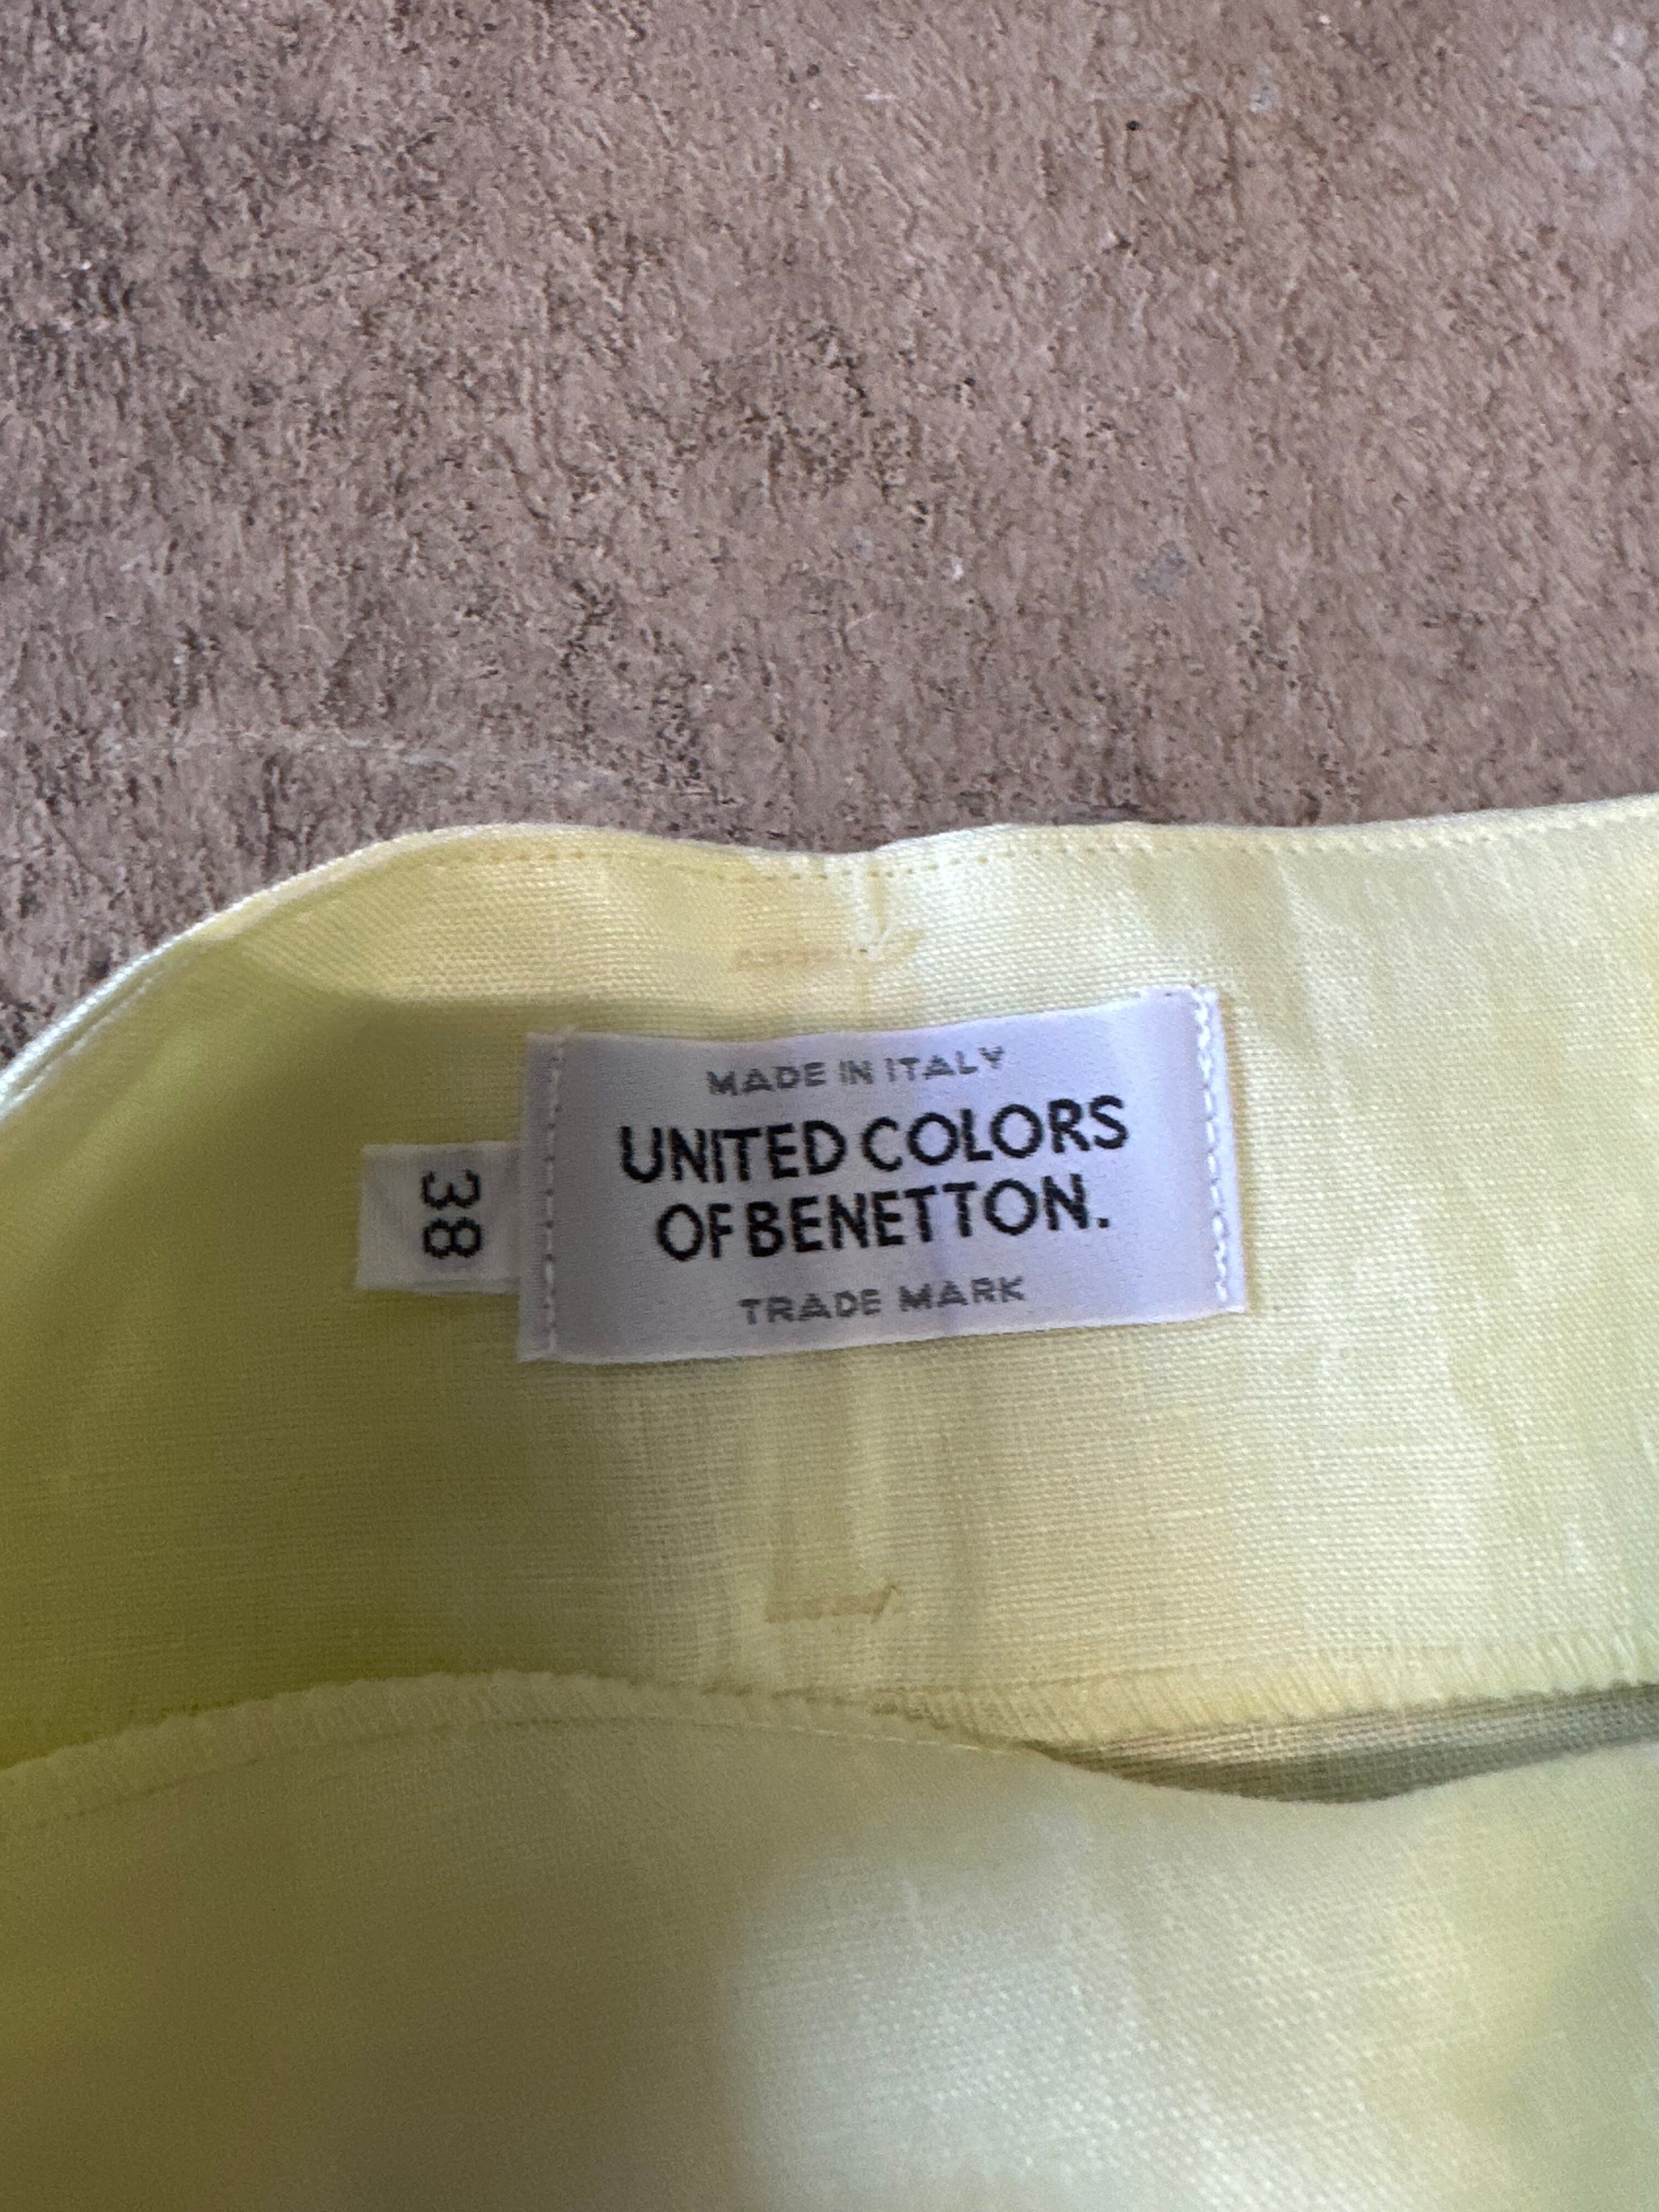 MADE IN ITALY
UNITED COLORS
OF BENETTON.
TRADE MARK
38